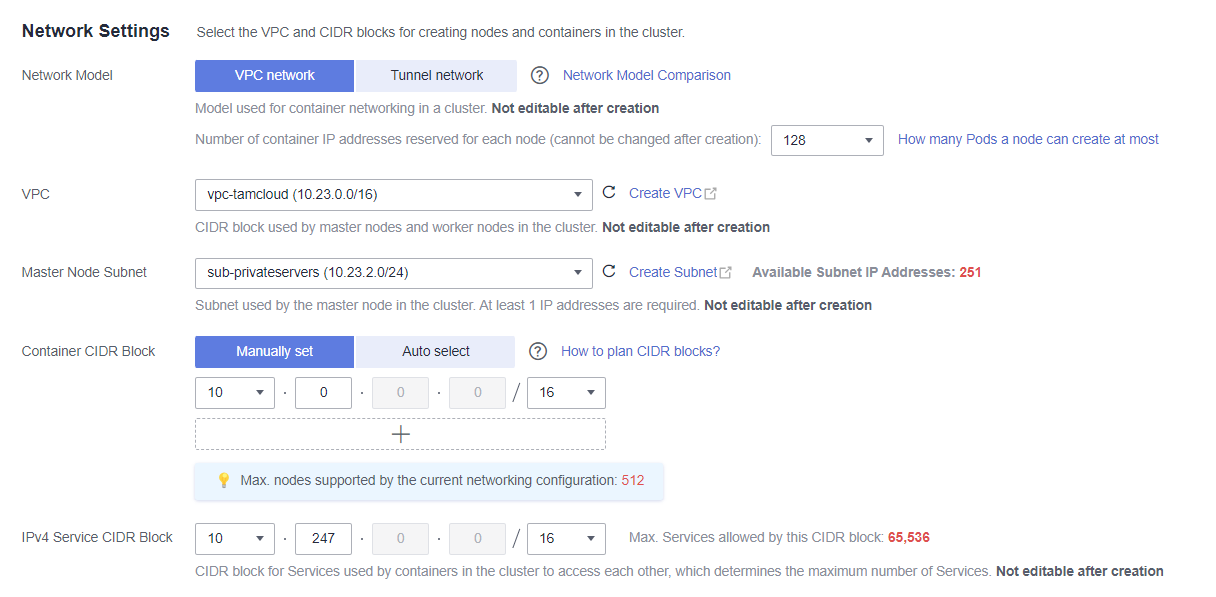 Network Settings Select the VPC and CIDR blocks for creating nodes and containers in the cluster.
Network Model VPC network Tunnel network ? Network Model Comparison
Model used for container networking in a cluster. Not editable after creation
Number of container IP addresses reserved for each node (cannot be changed after creation): 128 How many Pods a node can create at most
VPC vpc-tamcloud (10.23.0.0/16) Create VPC
CIDR block used by master nodes and worker nodes in the cluster. Not editable after creation
Master Node Subnet sub-privateservers (10.23.2.0/24) Create Subnet Available Subnet IP Addresses: 251
Subnet used by the master node in the cluster. At least 1 IP addresses are required. Not editable after creation
Container CIDR Block Manually set Auto select ? How to plan CIDR blocks?
10 . 0 . 0 . 0 / 16
+
Max. nodes supported by the current networking configuration: 512
IPv4 Service CIDR Block 10 . 247 . 0 . 0 / 16 Max. Services allowed by this CIDR block: 65,536
CIDR block for Services used by containers in the cluster to access each other, which determines the maximum number of Services. Not editable after creation